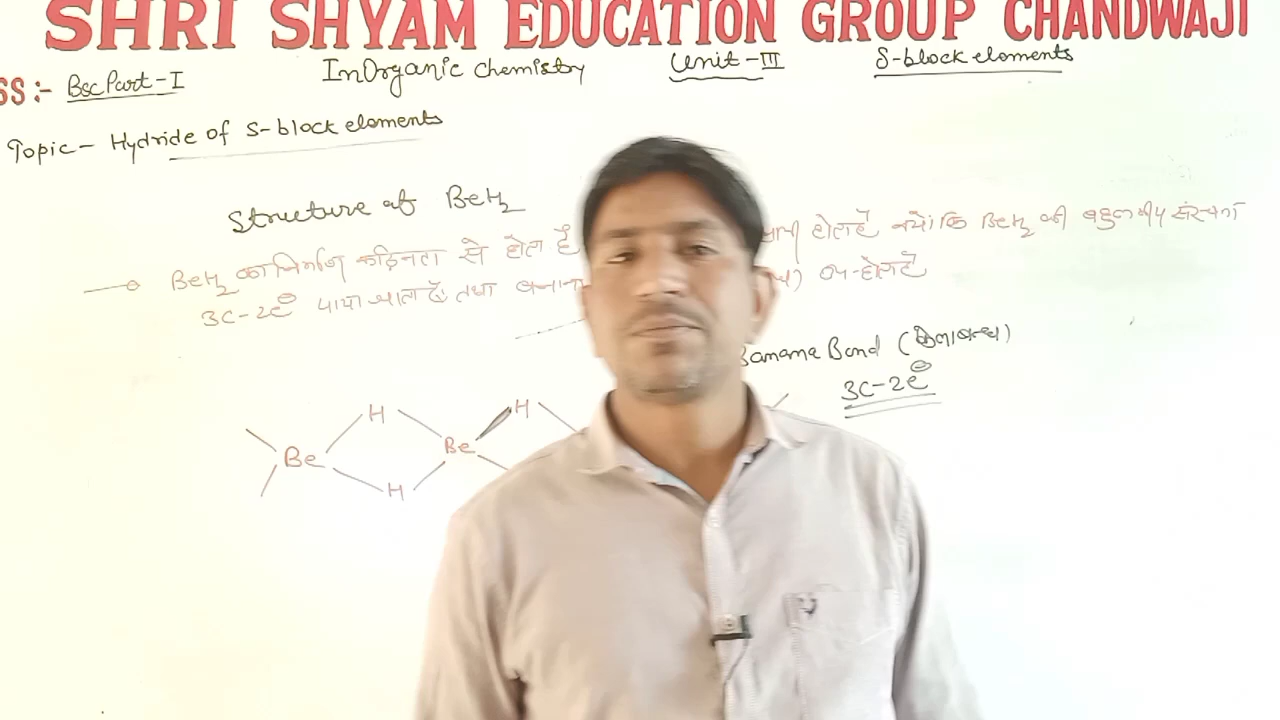 SHRI SHYAM EDUCATION GROUP CHANDWAJI
SS:- Bsc Part-I InOrganic chemistry Unit-III S-block elements
Topic- Hydride of S-block elements
Structure of BeH2
BeH2 का निर्माण कठिनता से होता है होता है क्योंकि BeH2 की बहुलकीय संरचना
3C-2e⊖ पाया जाता है तथा होता है
Banana Bond (केलाबन्ध)
3C-2e⊖
H H
Be Be
H